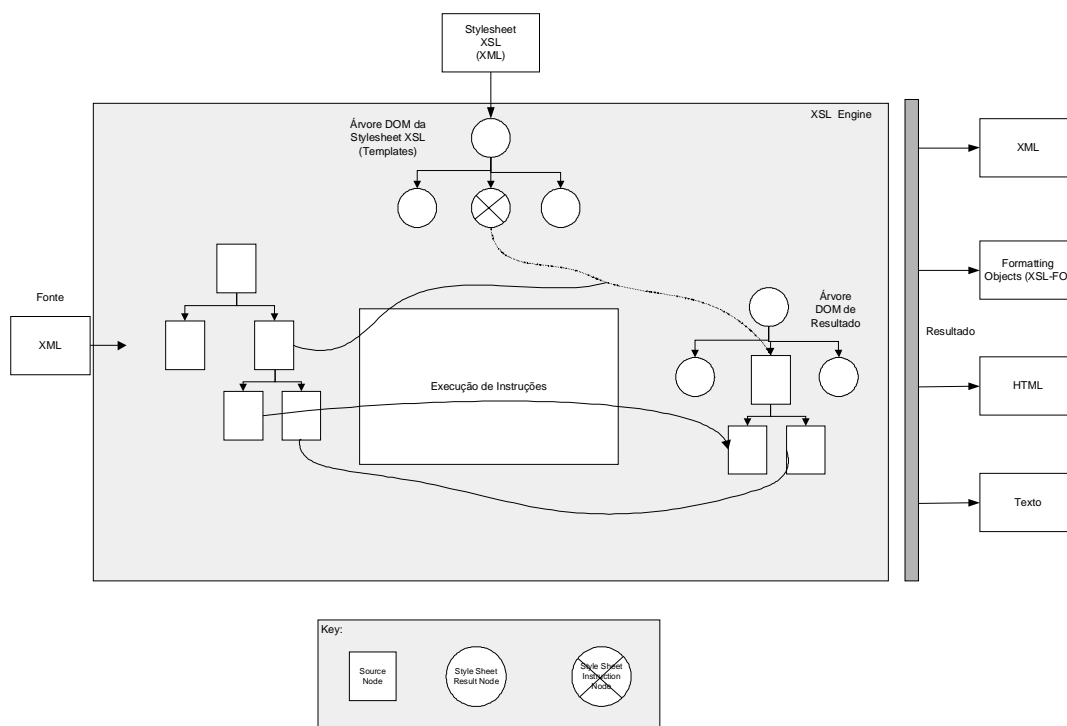 Stylesheet
XSL
(XML)
XSL Engine
Árvore DOM da
Stylesheet XSL
(Templates)
XML
Formatting
Objects (XSL-FO
Fonte
XML
Árvore
DOM de
Resultado
Resultado
Execução de Instruções
HTML
Texto
Key:
Source
Node
Style Sheet
Result Node
Style Sheet
Instruction
Node